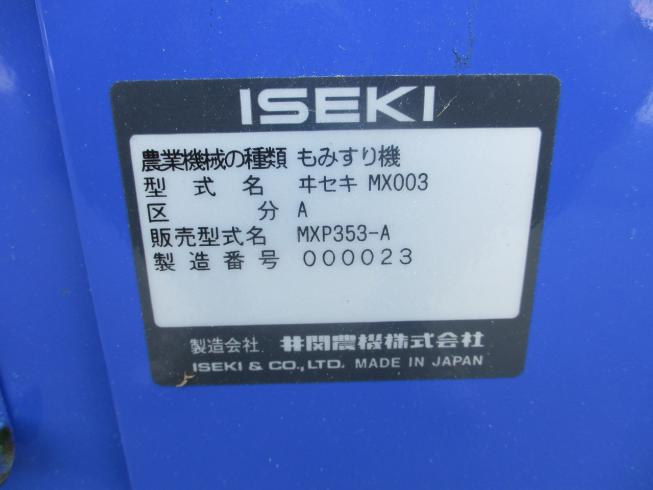 ISEKI
農業機械の種類 もみすり機
型式名 ヰセキ MX003
区分 A
販売型式名 MXP353-A
製造番号 000023
製造会社 井関農機株式会社
ISEKI & CO.,LTD. MADE IN JAPAN